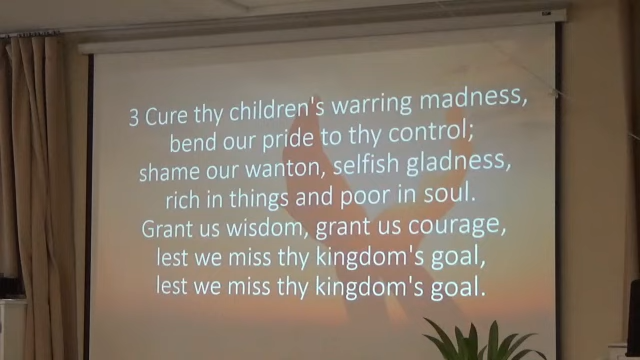 3 Cure thy children's warring madness,
bend our pride to thy control;
shame our wanton, selfish gladness,
rich in things and poor in soul.
Grant us wisdom, grant us courage,
lest we miss thy kingdom's goal,
lest we miss thy kingdom's goal.